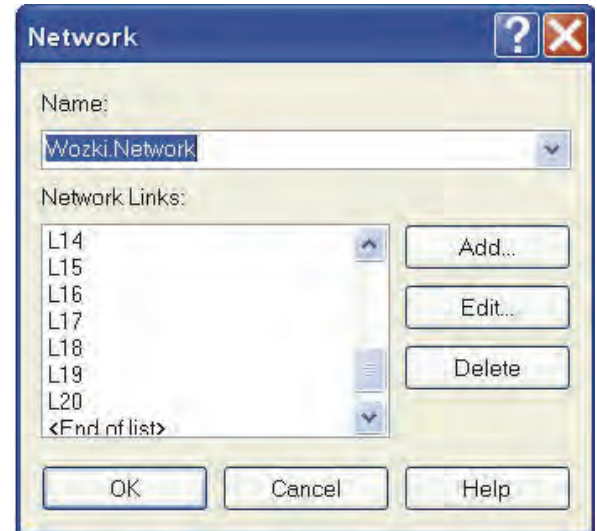 Network
Name:
Wozki.Network
Network Links:
L14
L15
L16
L17
L18
L19
L20
<End of list>
Add...
Edit...
Delete
OK
Cancel
Help